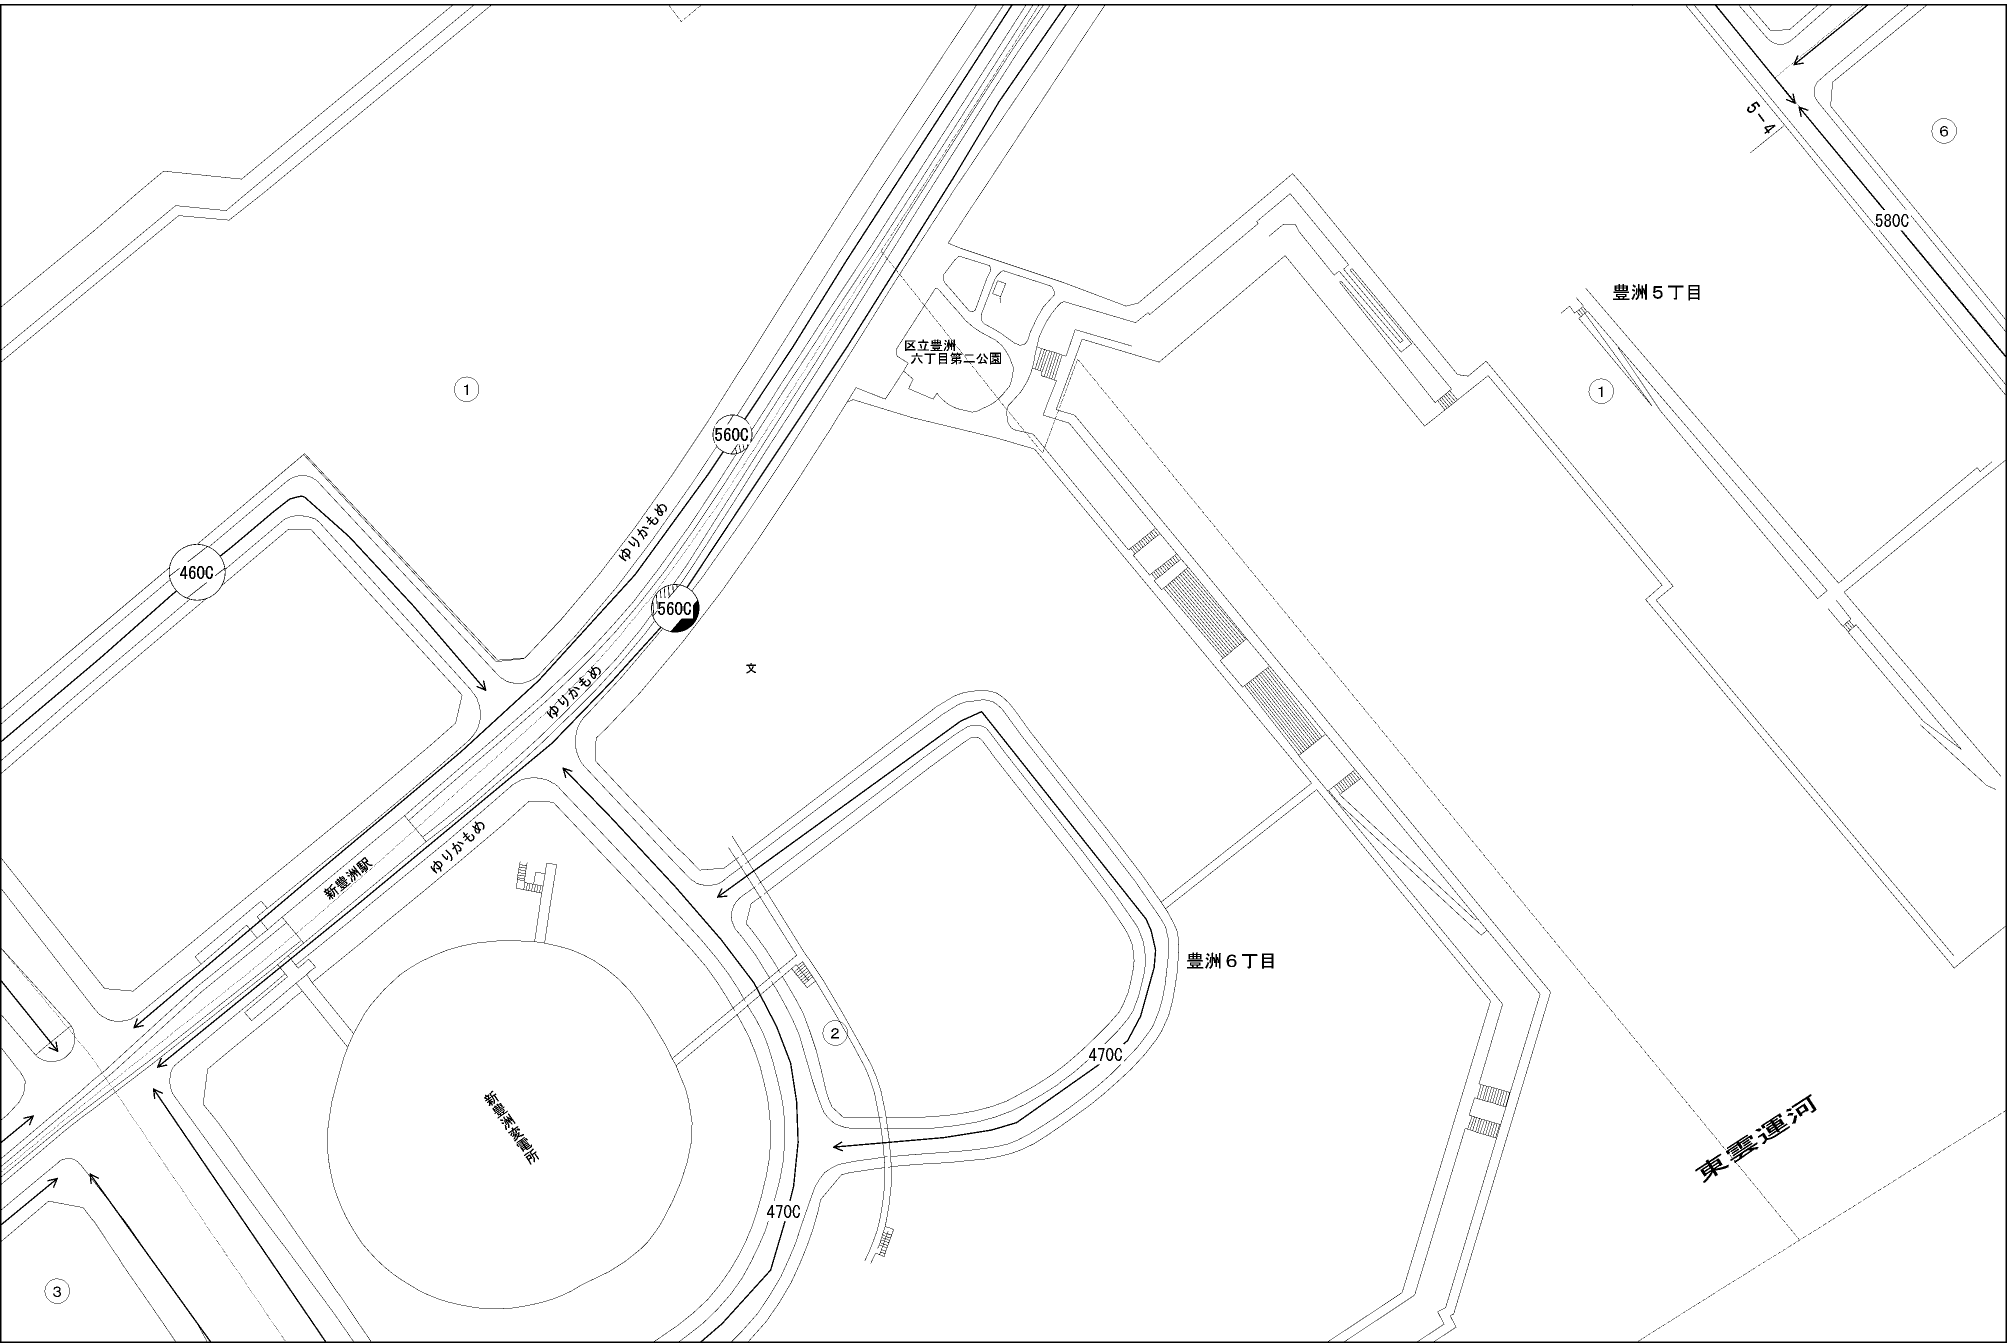 5-4
6
580C
豊洲5丁目
区立豊洲
六丁目第二公園
1
1
560C
ゆりかもめ
460C
560C
文
ゆりかもめ
ゆりかもめ
新豊洲駅
豊洲6丁目
2
470C
新豊洲変電所
東雲運河
470C
3